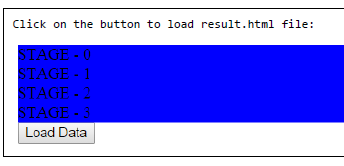 Click on the button to load result.html file:
STAGE - 0
STAGE - 1
STAGE - 2
STAGE - 3
Load Data